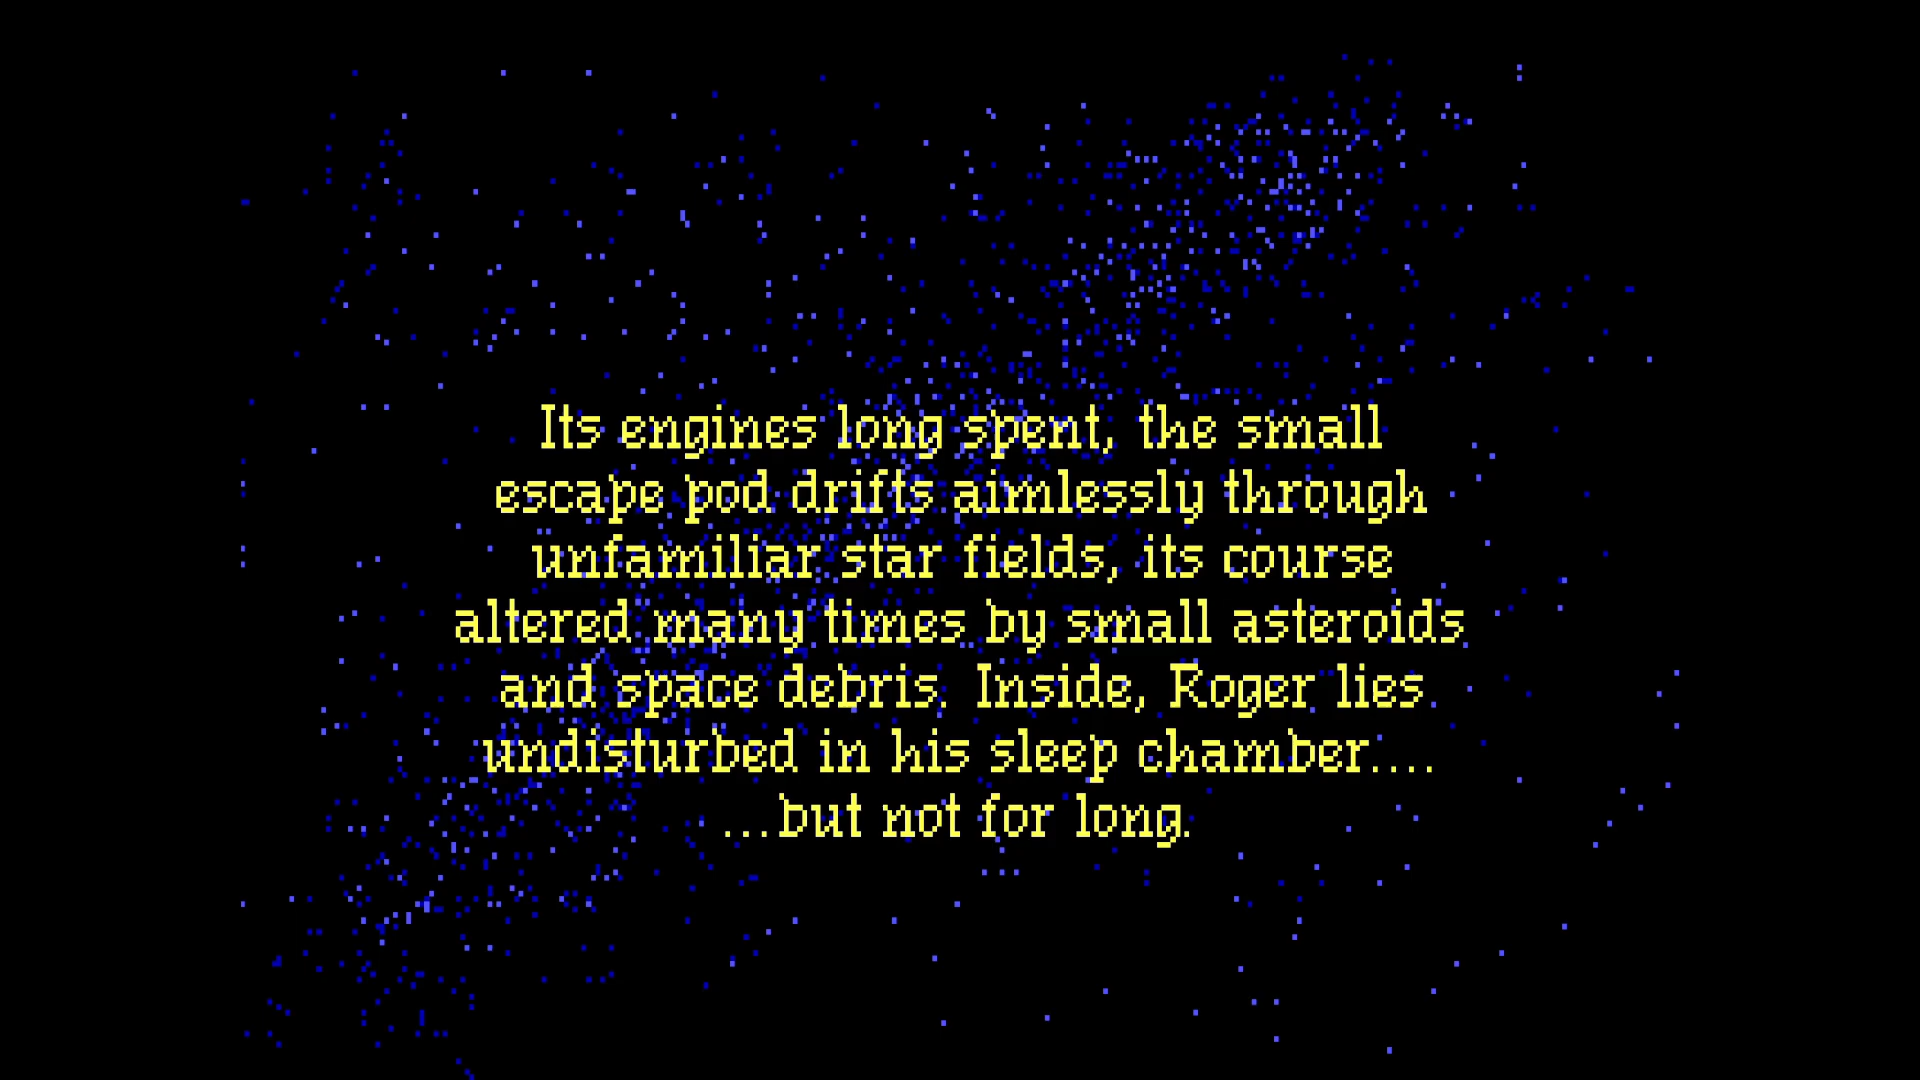 Its engines long spent, the small
escape pod drifts aimlessly through
unfamiliar star fields, its course
altered many times by small asteroids
and space debris. Inside, Roger lies
undisturbed in his sleep chamber....
...but not for long.